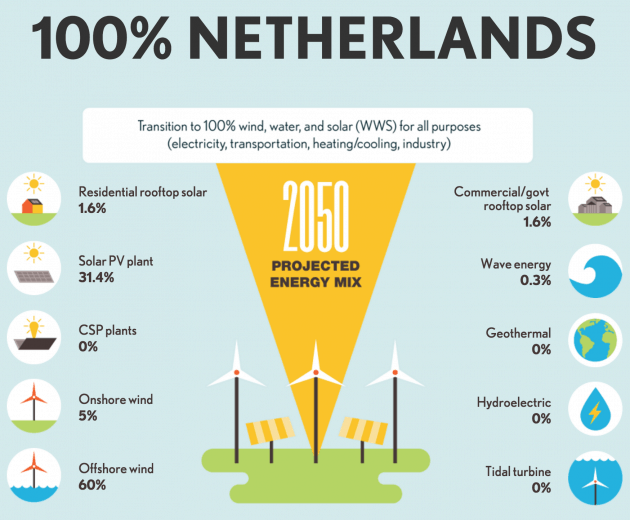 100% NETHERLANDS
Transition to 100% wind, water, and solar (WWS) for all purposes
(electricity, transportation, heating/cooling, industry)
2050
PROJECTED
ENERGY MIX
Residential rooftop solar
1.6%
Solar PV plant
31.4%
CSP plants
0%
Onshore wind
5%
Offshore wind
60%
Commercial/govt
rooftop solar
1.6%
Wave energy
0.3%
Geothermal
0%
Hydroelectric
0%
Tidal turbine
0%